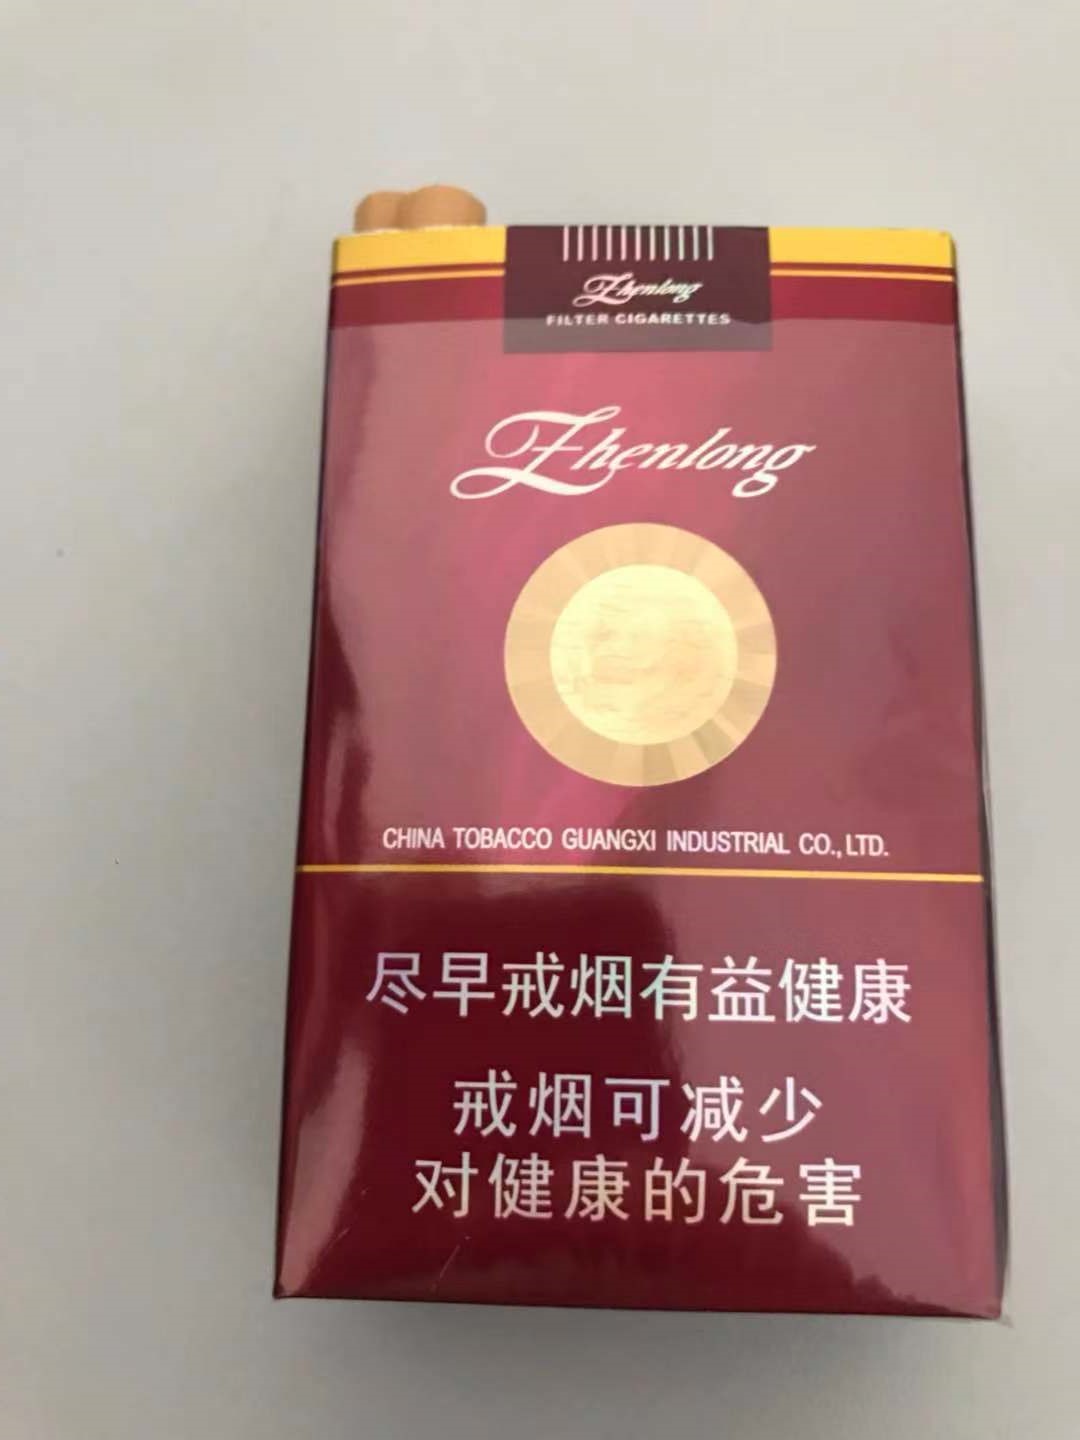 Zhenlong
FILTER CIGARETTES
Zhenlong
CHINA TOBACCO GUANGXI INDUSTRIAL CO., LTD.
尽早戒烟有益健康
戒烟可减少
对健康的危害